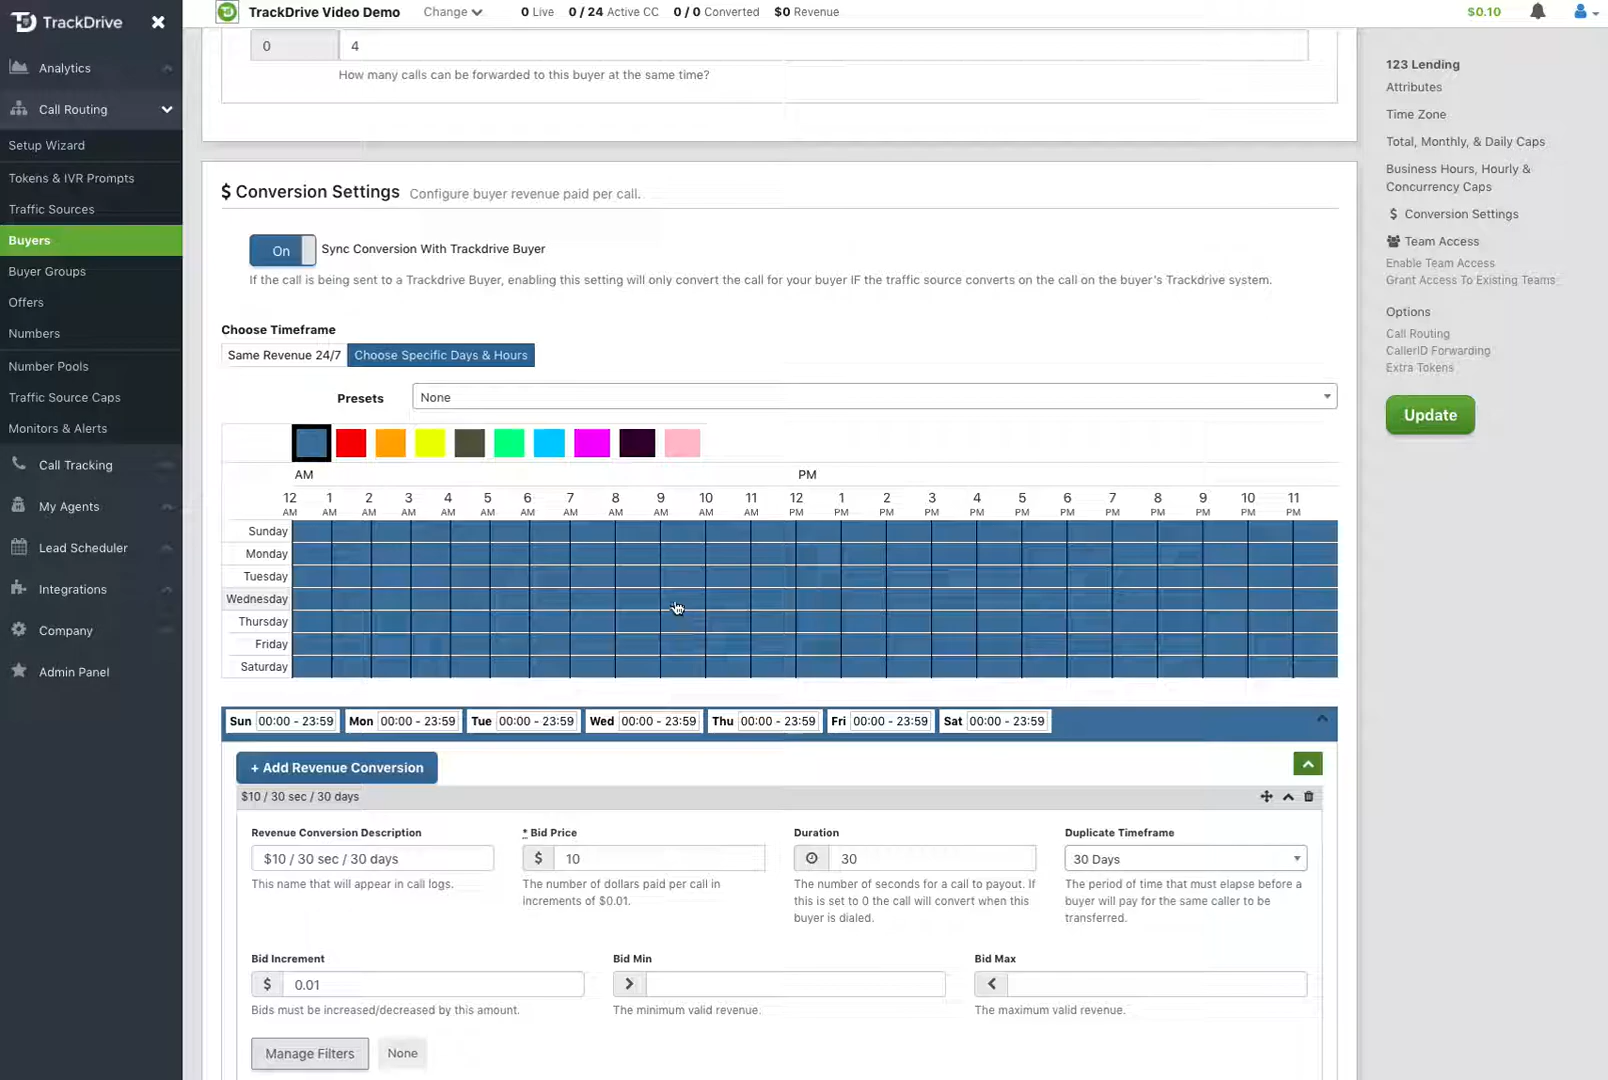 TrackDrive
TrackDrive Video Demo Change 0 Live 0 / 24 Active CC 0 / 0 Converted $0 Revenue $0.10
Analytics
Call Routing
Setup Wizard
Tokens & IVR Prompts
Traffic Sources
Buyers
Buyer Groups
Offers
Numbers
Number Pools
Traffic Source Caps
Monitors & Alerts
Call Tracking
My Agents
Lead Scheduler
Integrations
Company
Admin Panel
0 4
How many calls can be forwarded to this buyer at the same time?
$ Conversion Settings Configure buyer revenue paid per call.
On Sync Conversion With Trackdrive Buyer
If the call is being sent to a Trackdrive Buyer, enabling this setting will only convert the call for your buyer IF the traffic source converts on the call on the buyer's Trackdrive system.
Choose Timeframe
Same Revenue 24/7 Choose Specific Days & Hours
Presets None
AM PM
12 1 2 3 4 5 6 7 8 9 10 11 12 1 2 3 4 5 6 7 8 9 10 11
AM AM AM AM AM AM AM AM AM AM AM AM PM PM PM PM PM PM PM PM PM PM PM PM
Sunday
Monday
Tuesday
Wednesday
Thursday
Friday
Saturday
Sun 00:00 - 23:59 Mon 00:00 - 23:59 Tue 00:00 - 23:59 Wed 00:00 - 23:59 Thu 00:00 - 23:59 Fri 00:00 - 23:59 Sat 00:00 - 23:59
+ Add Revenue Conversion
$10 / 30 sec / 30 days
Revenue Conversion Description * Bid Price Duration Duplicate Timeframe
$10 / 30 sec / 30 days $ 10 30 30 Days
This name that will appear in call logs. The number of dollars paid per call in The number of seconds for a call to payout. If The period of time that must elapse before a
increments of $0.01. this is set to 0 the call will convert when this buyer will pay for the same caller to be
buyer is dialed. transferred.
Bid Increment Bid Min Bid Max
$ 0.01
Bids must be increased/decreased by this amount. The minimum valid revenue. The maximum valid revenue.
Manage Filters None
123 Lending
Attributes
Time Zone
Total, Monthly, & Daily Caps
Business Hours, Hourly &
Concurrency Caps
$ Conversion Settings
Team Access
Enable Team Access
Grant Access To Existing Teams
Options
Call Routing
CallerID Forwarding
Extra Tokens
Update